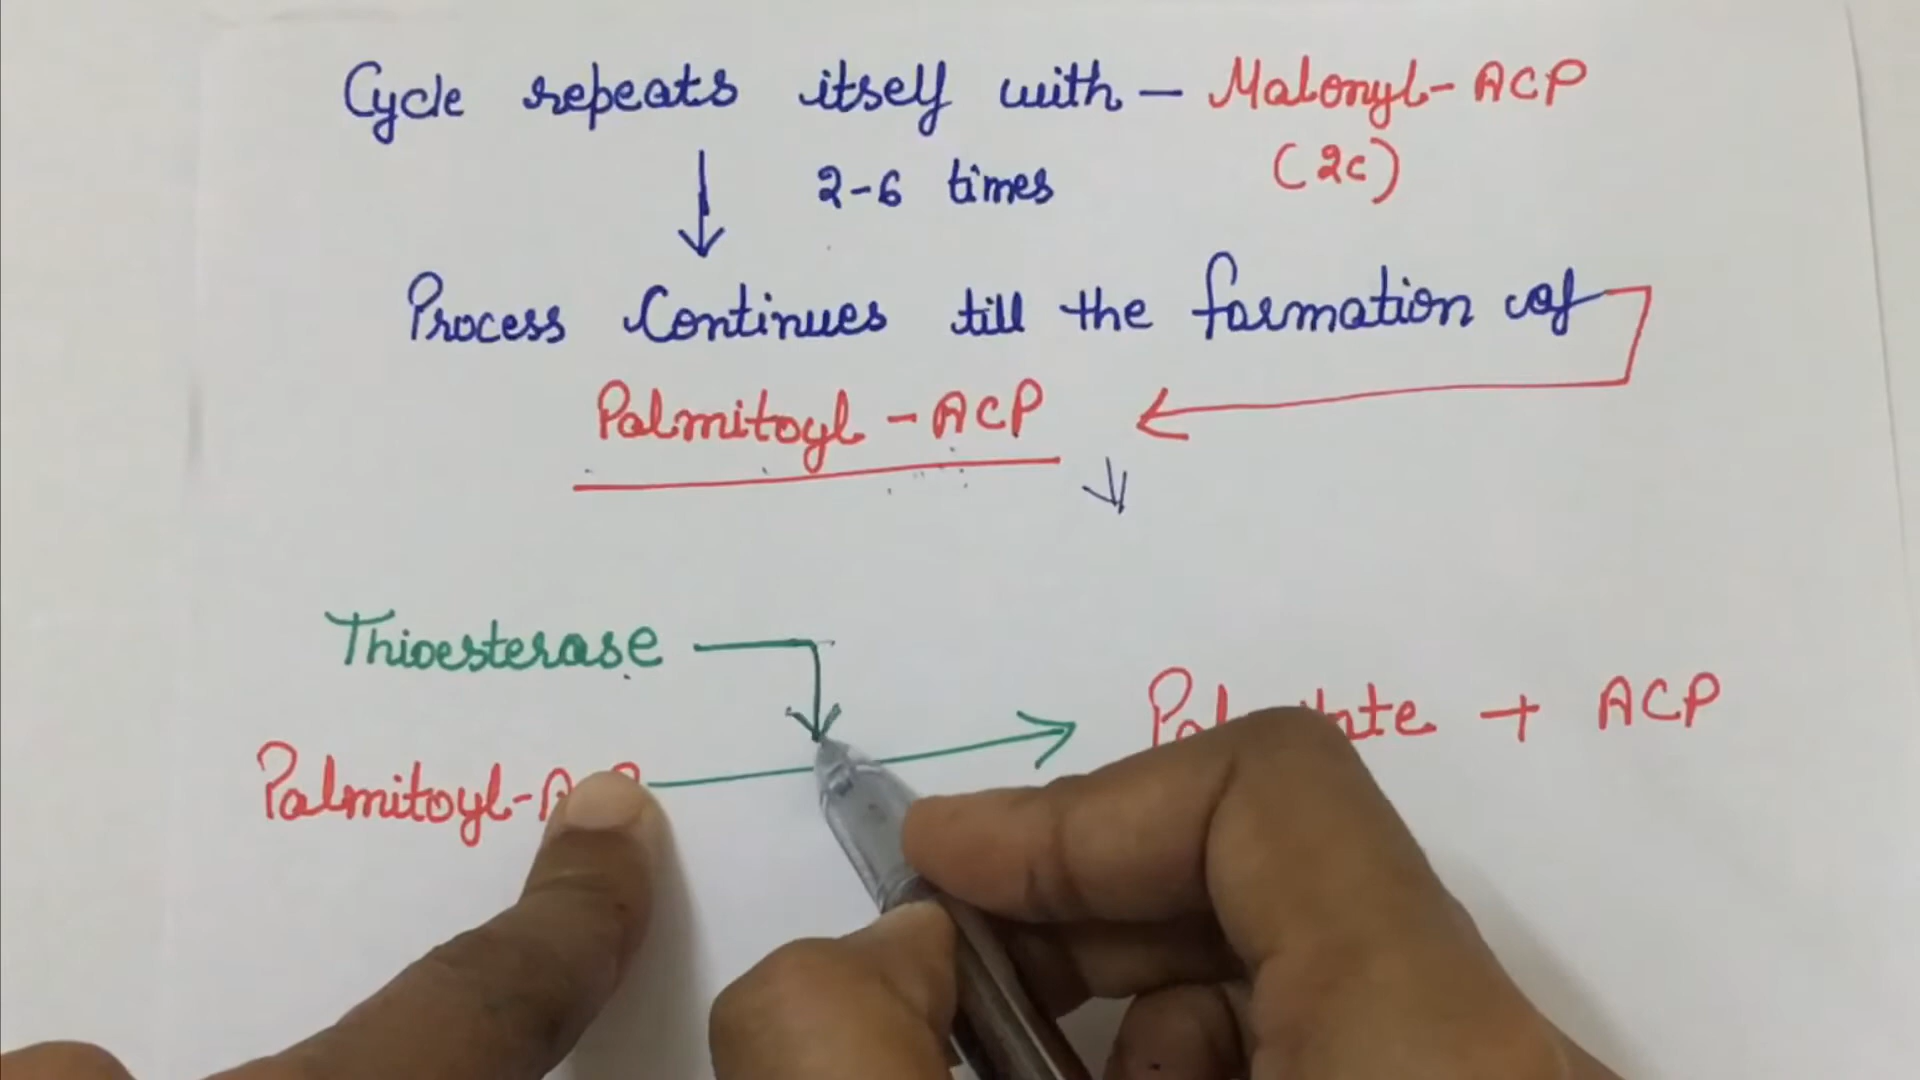 Cycle repeats itself with - Malonyl-ACP
2-6 times (2c)
Process Continues till the formation of
Palmitoyl - ACP
Thioesterase
+ ACP
Palmitoyl-